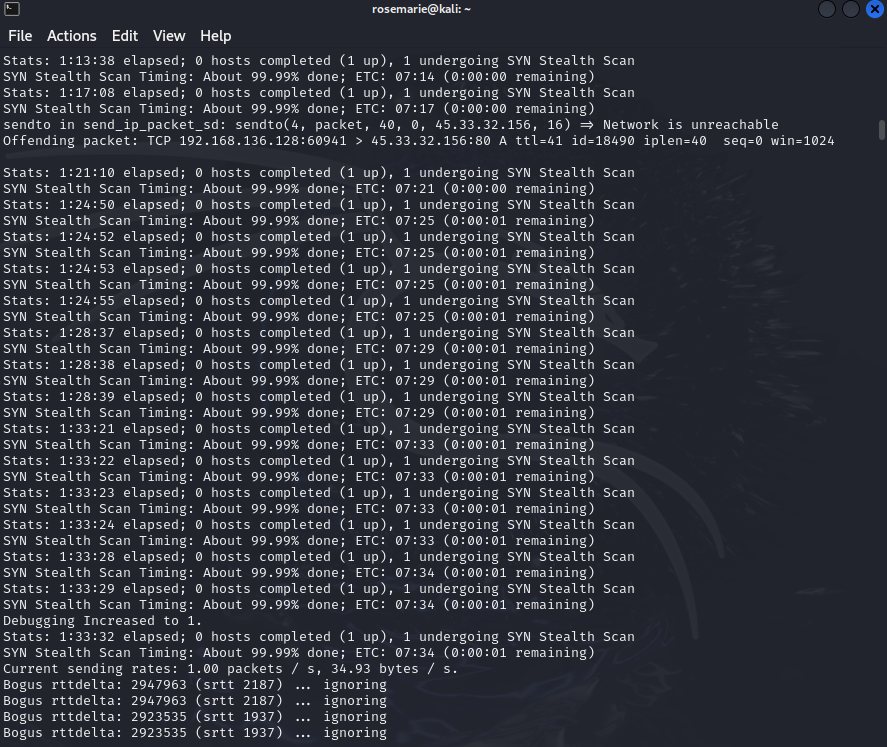 rosemarie@kali: ~
File Actions Edit View Help
Stats: 1:13:38 elapsed; 0 hosts completed (1 up), 1 undergoing SYN Stealth Scan
SYN Stealth Scan Timing: About 99.99% done; ETC: 07:14 (0:00:00 remaining)
Stats: 1:17:08 elapsed; 0 hosts completed (1 up), 1 undergoing SYN Stealth Scan
SYN Stealth Scan Timing: About 99.99% done; ETC: 07:17 (0:00:00 remaining)
sendto in send_ip_packet_sd: sendto(4, packet, 40, 0, 45.33.32.156, 16) => Network is unreachable
Offending packet: TCP 192.168.136.128:60941 > 45.33.32.156:80 A ttl=41 id=18490 iplen=40  seq=0 win=1024
Stats: 1:21:10 elapsed; 0 hosts completed (1 up), 1 undergoing SYN Stealth Scan
SYN Stealth Scan Timing: About 99.99% done; ETC: 07:21 (0:00:00 remaining)
Stats: 1:24:50 elapsed; 0 hosts completed (1 up), 1 undergoing SYN Stealth Scan
SYN Stealth Scan Timing: About 99.99% done; ETC: 07:25 (0:00:01 remaining)
Stats: 1:24:52 elapsed; 0 hosts completed (1 up), 1 undergoing SYN Stealth Scan
SYN Stealth Scan Timing: About 99.99% done; ETC: 07:25 (0:00:01 remaining)
Stats: 1:24:53 elapsed; 0 hosts completed (1 up), 1 undergoing SYN Stealth Scan
SYN Stealth Scan Timing: About 99.99% done; ETC: 07:25 (0:00:01 remaining)
Stats: 1:24:55 elapsed; 0 hosts completed (1 up), 1 undergoing SYN Stealth Scan
SYN Stealth Scan Timing: About 99.99% done; ETC: 07:25 (0:00:01 remaining)
Stats: 1:28:37 elapsed; 0 hosts completed (1 up), 1 undergoing SYN Stealth Scan
SYN Stealth Scan Timing: About 99.99% done; ETC: 07:29 (0:00:01 remaining)
Stats: 1:28:38 elapsed; 0 hosts completed (1 up), 1 undergoing SYN Stealth Scan
SYN Stealth Scan Timing: About 99.99% done; ETC: 07:29 (0:00:01 remaining)
Stats: 1:28:39 elapsed; 0 hosts completed (1 up), 1 undergoing SYN Stealth Scan
SYN Stealth Scan Timing: About 99.99% done; ETC: 07:29 (0:00:01 remaining)
Stats: 1:33:21 elapsed; 0 hosts completed (1 up), 1 undergoing SYN Stealth Scan
SYN Stealth Scan Timing: About 99.99% done; ETC: 07:33 (0:00:01 remaining)
Stats: 1:33:22 elapsed; 0 hosts completed (1 up), 1 undergoing SYN Stealth Scan
SYN Stealth Scan Timing: About 99.99% done; ETC: 07:33 (0:00:01 remaining)
Stats: 1:33:23 elapsed; 0 hosts completed (1 up), 1 undergoing SYN Stealth Scan
SYN Stealth Scan Timing: About 99.99% done; ETC: 07:33 (0:00:01 remaining)
Stats: 1:33:24 elapsed; 0 hosts completed (1 up), 1 undergoing SYN Stealth Scan
SYN Stealth Scan Timing: About 99.99% done; ETC: 07:33 (0:00:01 remaining)
Stats: 1:33:28 elapsed; 0 hosts completed (1 up), 1 undergoing SYN Stealth Scan
SYN Stealth Scan Timing: About 99.99% done; ETC: 07:34 (0:00:01 remaining)
Stats: 1:33:29 elapsed; 0 hosts completed (1 up), 1 undergoing SYN Stealth Scan
SYN Stealth Scan Timing: About 99.99% done; ETC: 07:34 (0:00:01 remaining)
Debugging Increased to 1.
Stats: 1:33:32 elapsed; 0 hosts completed (1 up), 1 undergoing SYN Stealth Scan
SYN Stealth Scan Timing: About 99.99% done; ETC: 07:34 (0:00:01 remaining)
Current sending rates: 1.00 packets / s, 34.93 bytes / s.
Bogus rttdelta: 2947963 (srtt 2187) ... ignoring
Bogus rttdelta: 2947963 (srtt 2187) ... ignoring
Bogus rttdelta: 2923535 (srtt 1937) ... ignoring
Bogus rttdelta: 2923535 (srtt 1937) ... ignoring